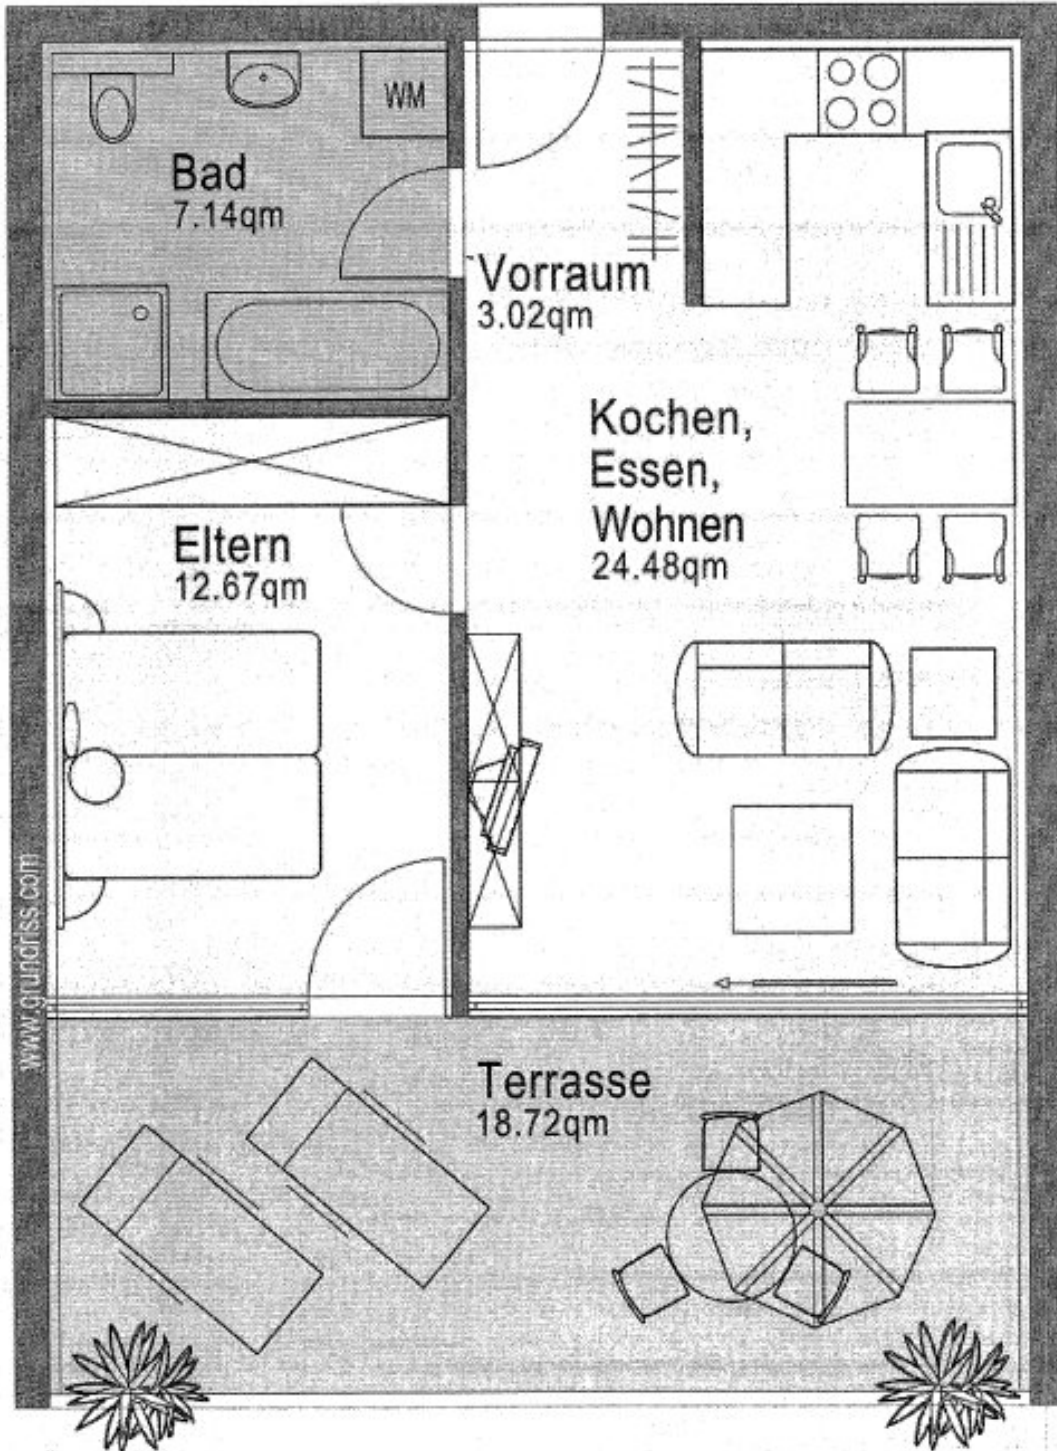 WM
Bad
7.14qm
Vorraum
3.02qm
Kochen,
Essen,
Wohnen
24.48qm
Eltern
12.67qm
www.grundriss.com
Terrasse
18.72qm